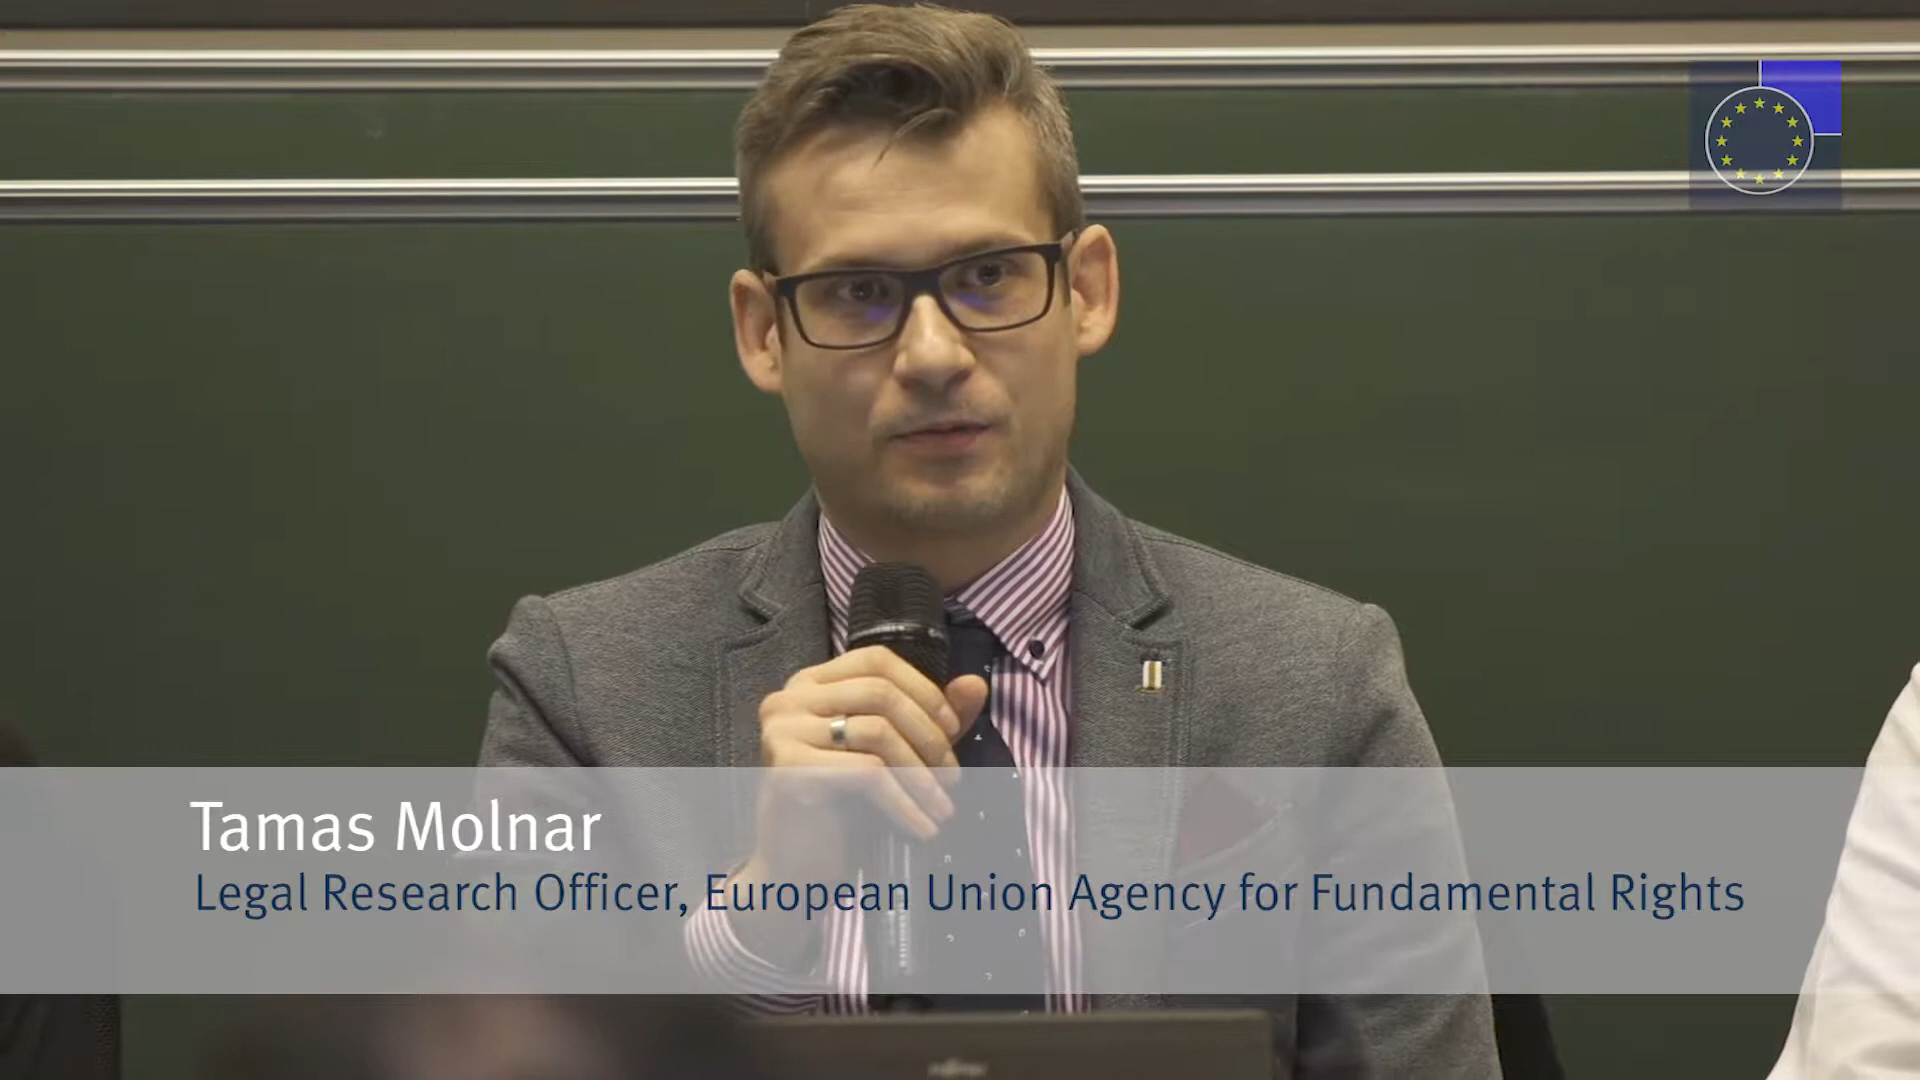 Tamas Molnar
Legal Research Officer, European Union Agency for Fundamental Rights